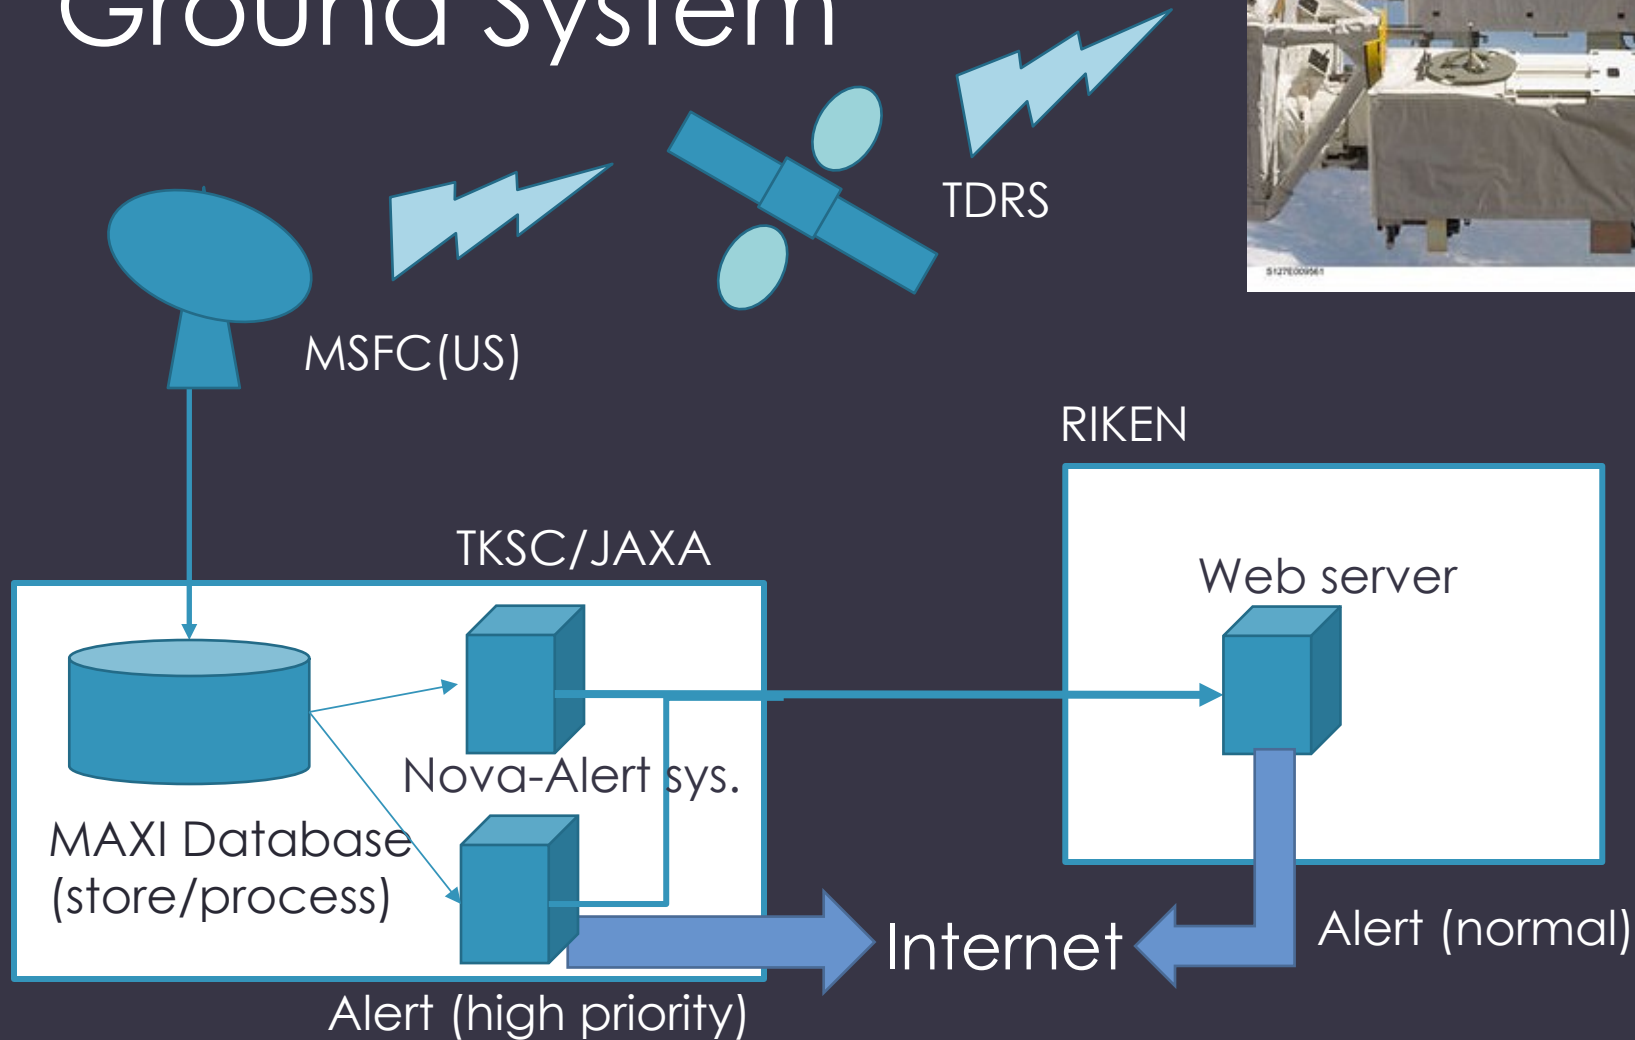 Ground System
TDRS
S127E009561
MSFC(US)
RIKEN
TKSC/JAXA
Web server
Nova-Alert sys.
MAXI Database
(store/process)
Internet
Alert (normal)
Alert (high priority)